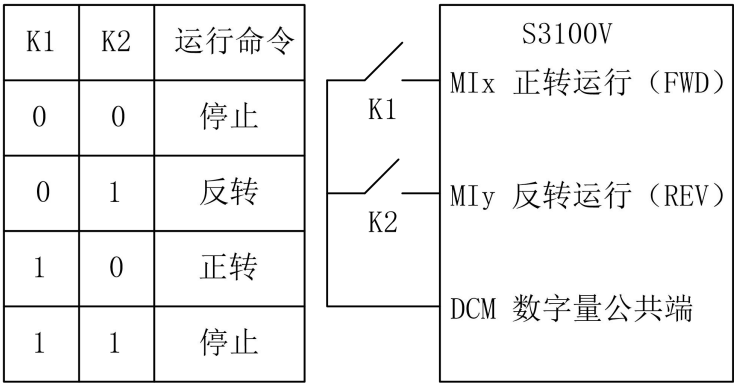 K1 K2 运行命令
0 0 停止
0 1 反转
1 0 正转
1 1 停止
S3100V
K1
MIx 正转运行（FWD）
K2
MIy 反转运行（REV）
DCM 数字量公共端